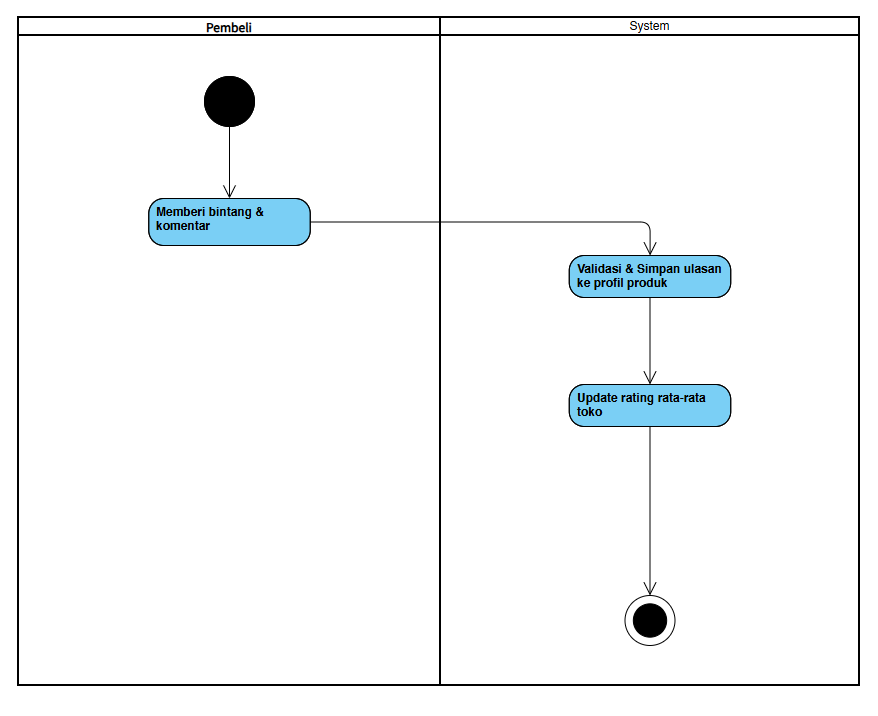 Pembeli
System
Memberi bintang &
komentar
Validasi & Simpan ulasan
ke profil produk
Update rating rata-rata
toko